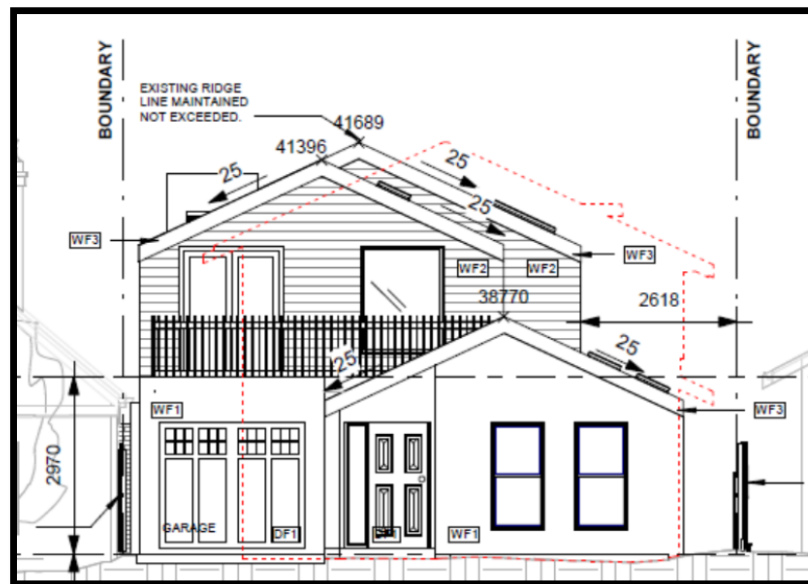 BOUNDARY
BOUNDARY
EXISTING RIDGE
LINE MAINTAINED
NOT EXCEEDED.
41689
41396
25
25
25
WF3
WF2
WF2
WF3
38770
2618
25
25
WF1
WF3
2970
GARAGE
DF1
WF1